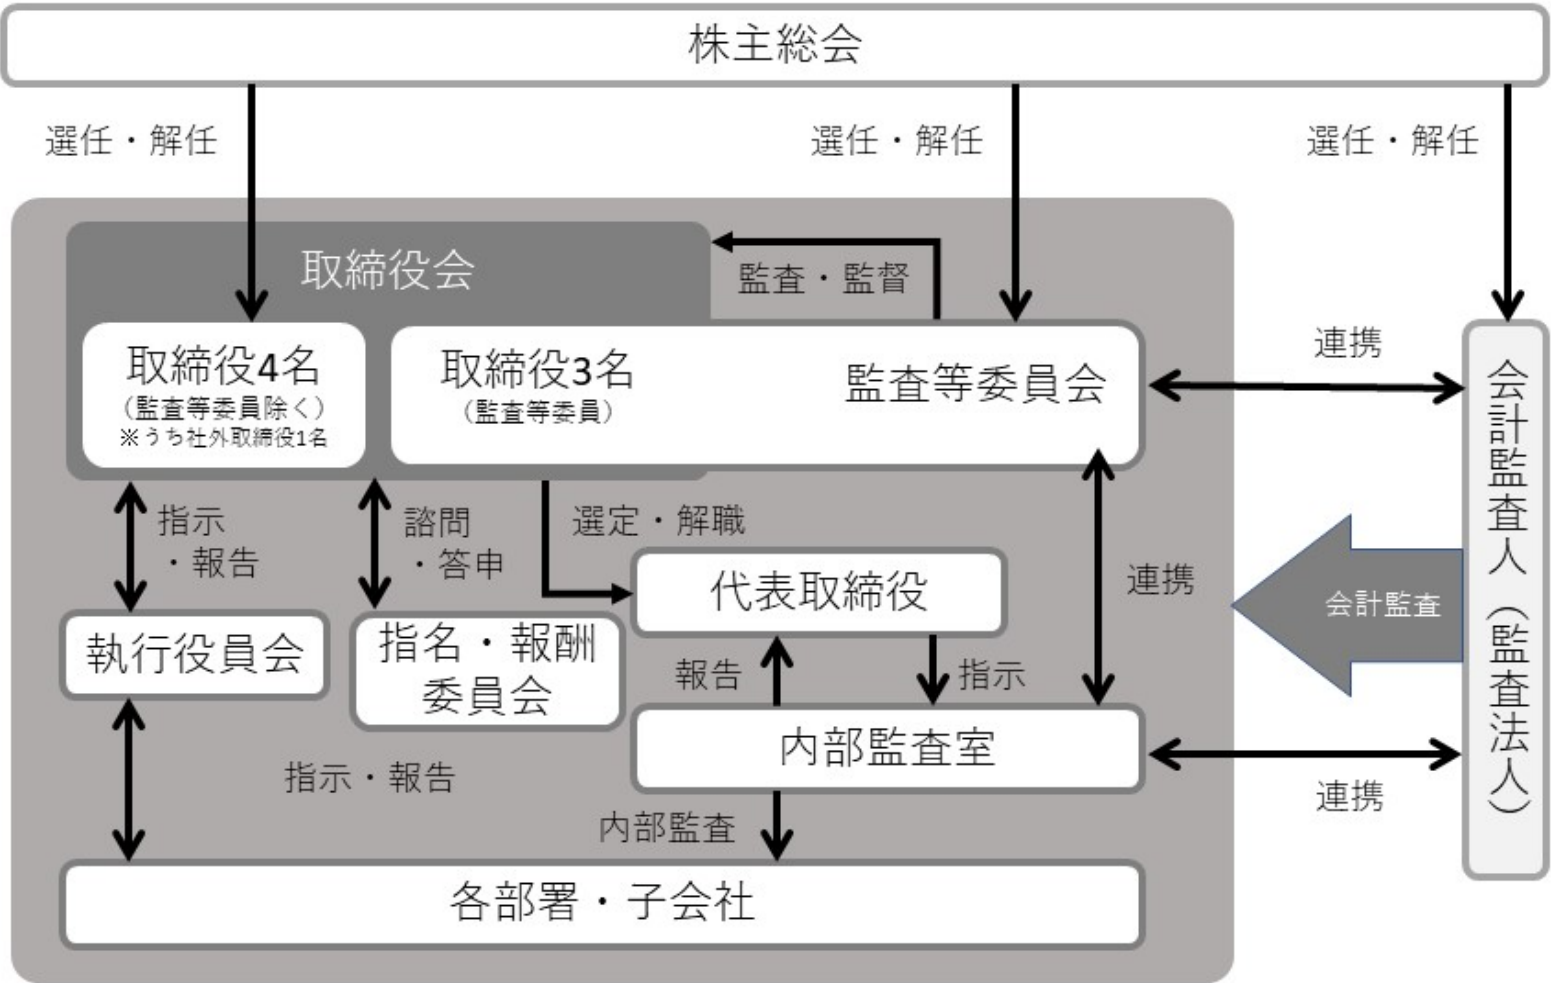 株主総会
選任・解任
選任・解任
選任・解任
取締役会
監査・監督
取締役4名
（監査等委員除く）
※うち社外取締役1名
取締役3名
（監査等委員）
監査等委員会
連携
会計監査人（監査法人）
指示
・報告
諮問
・答申
選定・解職
代表取締役
連携
会計監査
執行役員会
指名・報酬
委員会
報告
指示
内部監査室
連携
指示・報告
内部監査
各部署・子会社